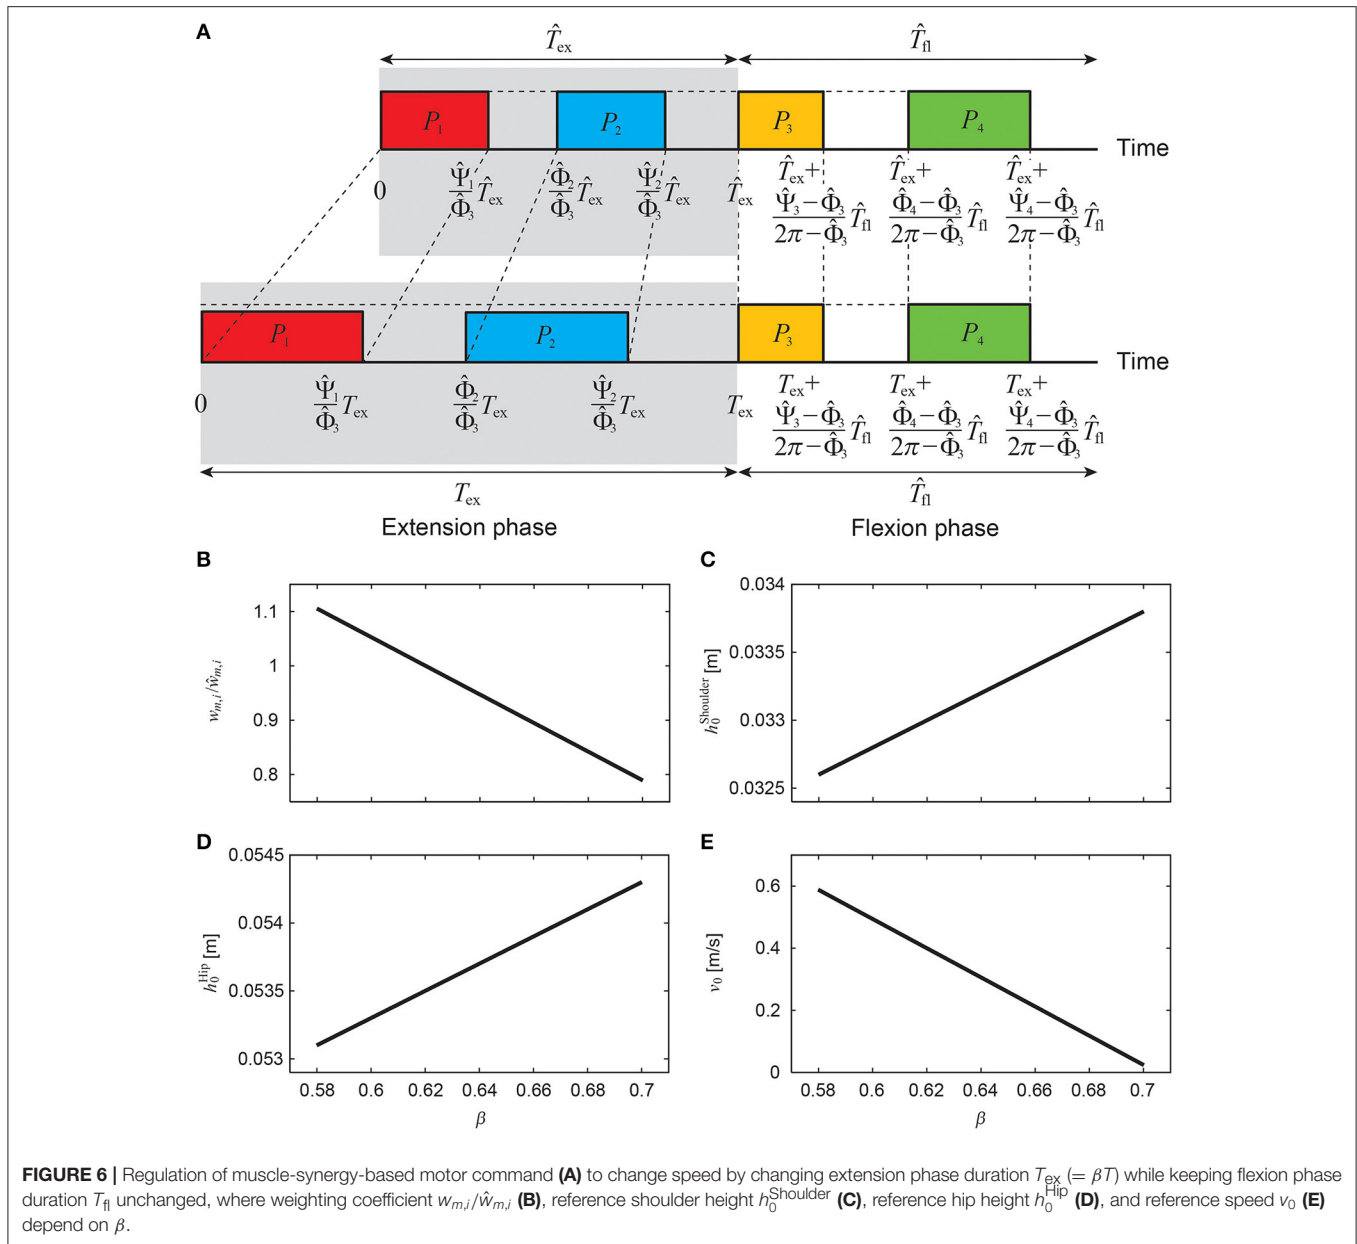 A
T̂ex T̂fl
P1 P2 P3 P4
Time
0 Ψ̂1/Φ̂3 T̂ex Φ̂2/Φ̂3 T̂ex Ψ̂2/Φ̂3 T̂ex T̂ex T̂ex+ (Ψ̂3−Φ̂3)/(2π−Φ̂3) T̂fl T̂ex+ (Φ̂4−Φ̂3)/(2π−Φ̂3) T̂fl T̂ex+ (Ψ̂4−Φ̂3)/(2π−Φ̂3) T̂fl
P1 P2 P3 P4
Time
0 Ψ̂1/Φ̂3 Tex Φ̂2/Φ̂3 Tex Ψ̂2/Φ̂3 Tex Tex Tex+ (Ψ̂3−Φ̂3)/(2π−Φ̂3) T̂fl Tex+ (Φ̂4−Φ̂3)/(2π−Φ̂3) T̂fl Tex+ (Ψ̂4−Φ̂3)/(2π−Φ̂3) T̂fl
Tex T̂fl
Extension phase Flexion phase
B
1.1
1
0.9
0.8
wm,i/ŵm,i
C
0.034
0.0335
0.033
0.0325
h0^Shoulder [m]
D
0.0545
0.054
0.0535
0.053
h0^Hip [m]
0.58 0.6 0.62 0.64 0.66 0.68 0.7
β
E
0.6
0.4
0.2
0
v0 [m/s]
0.58 0.6 0.62 0.64 0.66 0.68 0.7
β
FIGURE 6 | Regulation of muscle-synergy-based motor command (A) to change speed by changing extension phase duration Tex (= βT) while keeping flexion phase
duration Tfl unchanged, where weighting coefficient wm,i/ŵm,i (B), reference shoulder height h0^Shoulder (C), reference hip height h0^Hip (D), and reference speed v0 (E)
depend on β.